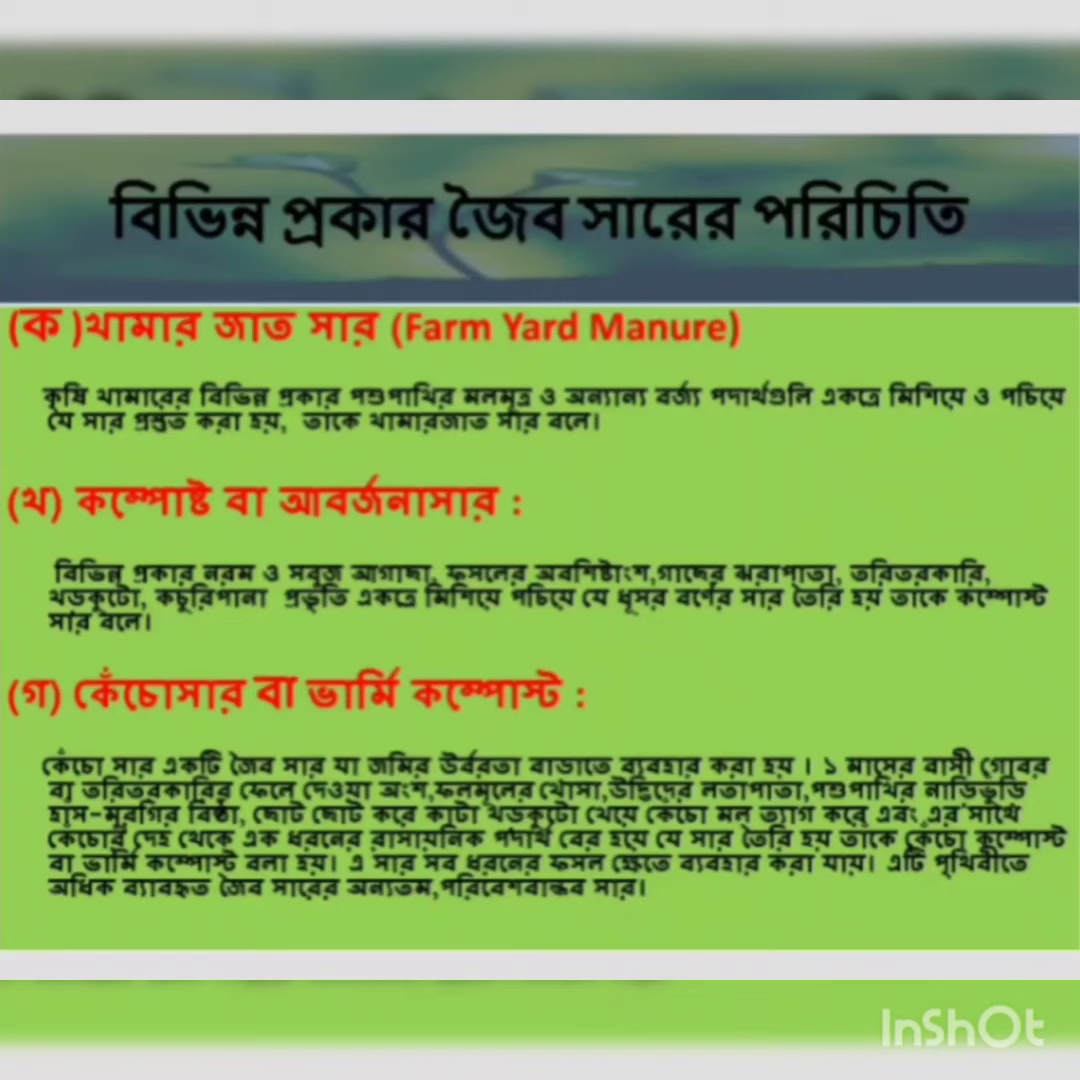 বিভিন্ন প্রকার জৈব সারের পরিচিতি
(ক )খামার জাত সার (Farm Yard Manure)
কৃষি খামারের বিভিন্ন প্রকার পশুপাখির মলমূত্র ও অন্যান্য বর্জ্য পদার্থগুলি একত্রে মিশিয়ে ও পচিয়ে
যে সার প্রস্তুত করা হয়, তাকে খামারজাত সার বলে।
(খ) কম্পোষ্ট বা আবর্জনাসার :
বিভিন্ন প্রকার নরম ও সবুজ আগাছা, ফসলের অবশিষ্টাংশ,গাছের ঝরাপাতা, তরিতরকারি,
খড়কুটো, কচুরিপানা প্রভৃতি একত্রে মিশিয়ে পচিয়ে যে ধূসর বর্ণের সার তৈরি হয় তাকে কম্পোস্ট
সার বলে।
(গ) কেঁচোসার বা ভার্মি কম্পোস্ট :
কেঁচো সার একটি জৈব সার যা জমির উর্বরতা বাড়াতে ব্যবহার করা হয় । ১ মাসের বাসী গোবর
বা তরিতরকারির ফেলে দেওয়া অংশ,ফলমূলের খোসা,উদ্ভিদের লতাপাতা,পশুপাখির নাড়িভুঁড়ি
হাস-মুরগির বিষ্ঠা, ছোট ছোট করে কাটা খড়কুটো খেয়ে কেঁচো মল ত্যাগ করে এবং এর সাথে
কেঁচোর দেহ থেকে এক ধরনের রাসায়নিক পদার্থ বের হয়ে যে সার তৈরি হয় তাকে কেঁচো কম্পোস্ট
বা ভার্মি কম্পোস্ট বলা হয়। এ সার সব ধরনের ফসল ক্ষেতে ব্যবহার করা যায়। এটি পৃথিবীতে
অধিক ব্যাবহৃত জৈব সারের অন্যতম,পরিবেশবান্ধব সার।
InShOt